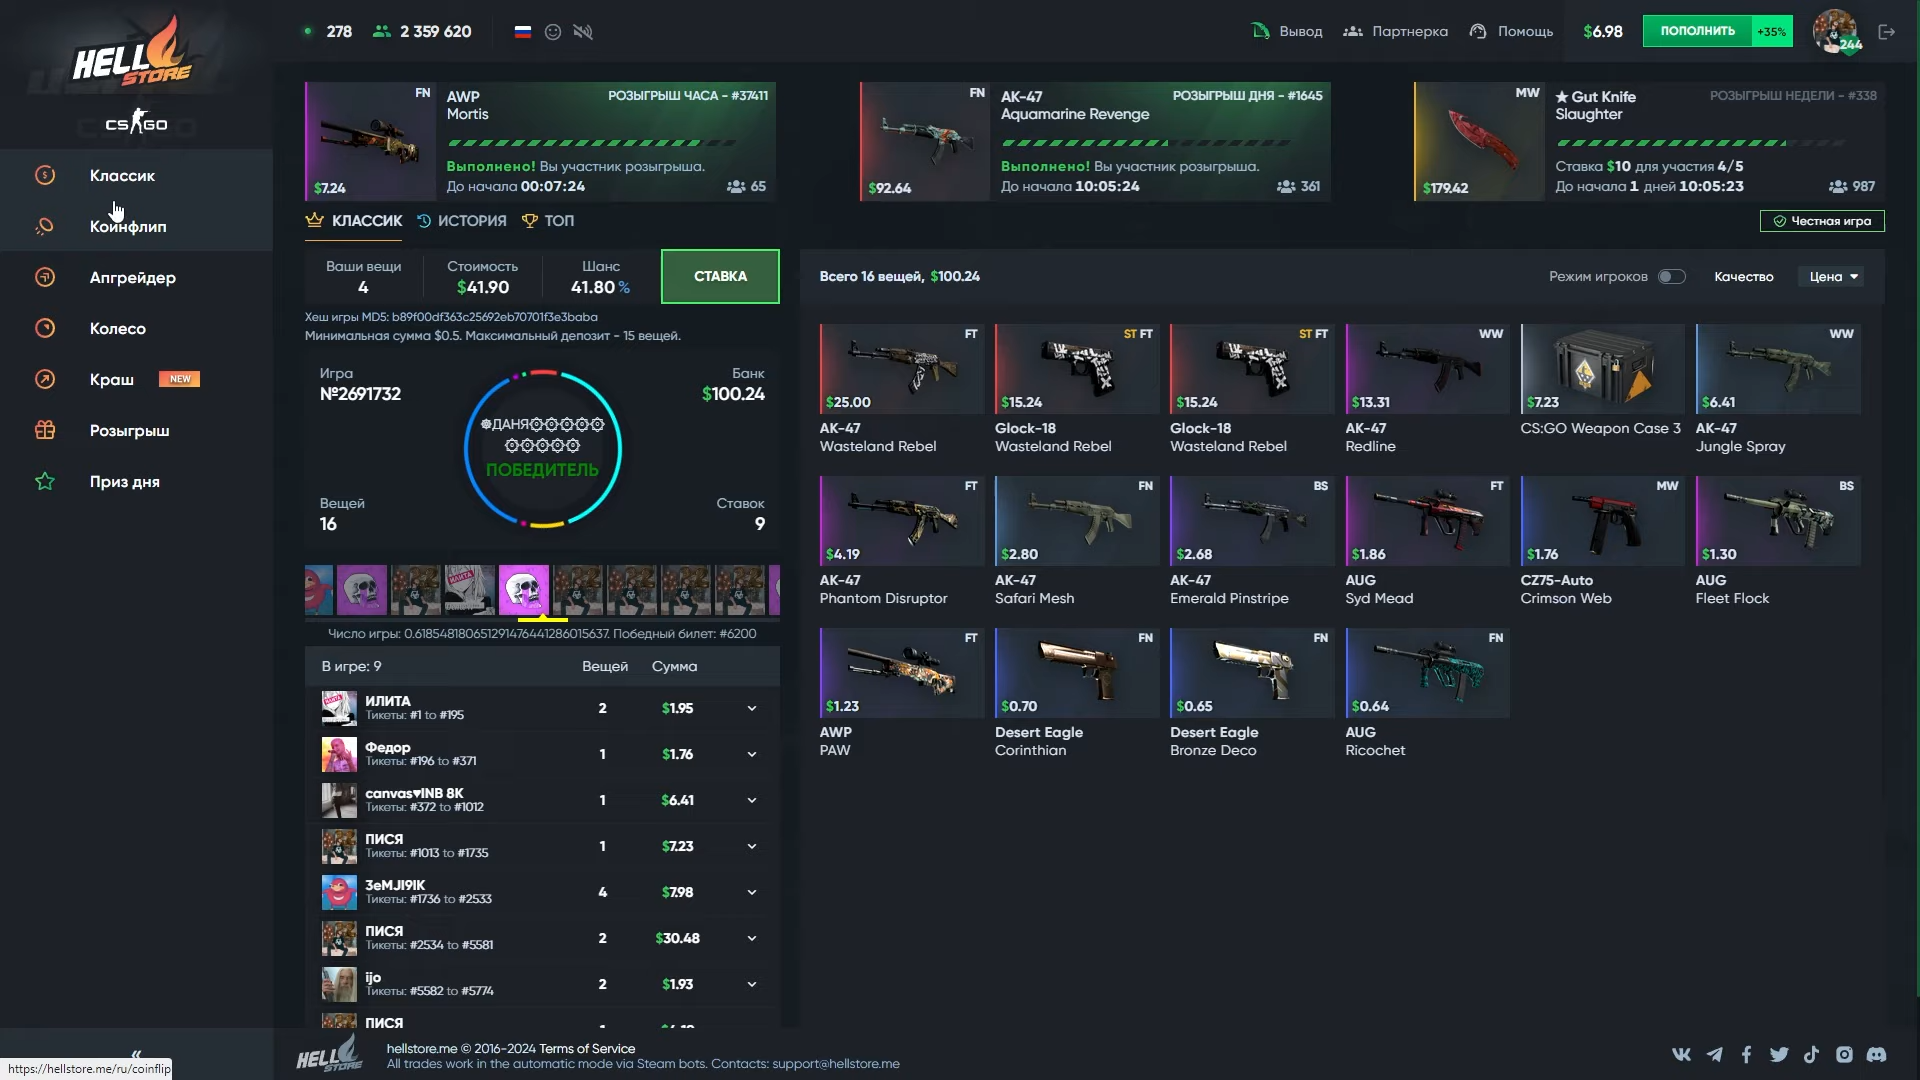 HELL STORE
278
2 359 620
Вывод
Партнерка
Помощь
$6.98
ПОПОЛНИТЬ
+35%
244
CS GO
Классик
Коинфлип
Апгрейдер
Колесо
Краш
NEW
Розыгрыш
Приз дня
FN
$7.24
AWP
Mortis
РОЗЫГРЫШ ЧАСА - #37411
Выполнено! Вы участник розыгрыша.
До начала 00:07:24
65
FN
$92.64
AK-47
Aquamarine Revenge
РОЗЫГРЫШ ДНЯ - #1645
Выполнено! Вы участник розыгрыша.
До начала 10:05:24
361
MW
$179.42
★ Gut Knife
Slaughter
РОЗЫГРЫШ НЕДЕЛИ - #338
Ставка $10 для участия 4/5
До начала 1 дней 10:05:23
987
КЛАССИК
ИСТОРИЯ
ТОП
Честная игра
Ваши вещи
4
Стоимость
$41.90
Шанс
41.80 %
СТАВКА
Хеш игры MD5: b89f00df363c25692eb70701f3e3baba
Минимальная сумма $0.5. Максимальный депозит - 15 вещей.
Игра
№2691732
Банк
$100.24
☸ДАНЯ۞۞۞۞۞
۞۞۞۞۞
ПОБЕДИТЕЛЬ
Вещей
16
Ставок
9
ИЛИТА
Число игры: 0.6185481806512914764412860156​37. Победный билет: #6200
В игре: 9
Вещей
Сумма
ИЛИТА
Тикеты: #1 to #195
2
$1.95
Федор
Тикеты: #196 to #371
1
$1.76
canvas♥INB 8K
Тикеты: #372 to #1012
1
$6.41
ПИСЯ
Тикеты: #1013 to #1735
1
$7.23
3eMJI9IK
Тикеты: #1736 to #2533
4
$7.98
ПИСЯ
Тикеты: #2534 to #5581
2
$30.48
ijo
Тикеты: #5582 to #5774
2
$1.93
ПИСЯ
Всего 16 вещей, $100.24
Режим игроков
Качество
Цена
FT
$25.00
AK-47
Wasteland Rebel
ST FT
$15.24
Glock-18
Wasteland Rebel
ST FT
$15.24
Glock-18
Wasteland Rebel
WW
$13.31
AK-47
Redline
$7.23
CS:GO Weapon Case 3
WW
$6.41
AK-47
Jungle Spray
FT
$4.19
AK-47
Phantom Disruptor
FN
$2.80
AK-47
Safari Mesh
BS
$2.68
AK-47
Emerald Pinstripe
FT
$1.86
AUG
Syd Mead
MW
$1.76
CZ75-Auto
Crimson Web
BS
$1.30
AUG
Fleet Flock
FT
$1.23
AWP
PAW
FN
$0.70
Desert Eagle
Corinthian
FN
$0.65
Desert Eagle
Bronze Deco
FN
$0.64
AUG
Ricochet
HELL STORE
hellstore.me © 2016-2024 Terms of Service
All trades work in the automatic mode via Steam bots. Contacts: support@hellstore.me
https://hellstore.me/ru/coinflip